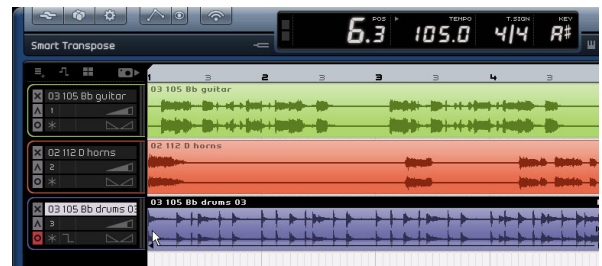 POS TEMPO T.SIGN KEY
6.3 105.0 4|4 A#
Smart Transpose
1 3 2 3 3 3 4 3
03 105 Bb guitar
03 105 Bb guitar
1
02 112 D horns
02 112 D horns
2
03 105 Bb drums 03
03 105 Bb drums 03
3